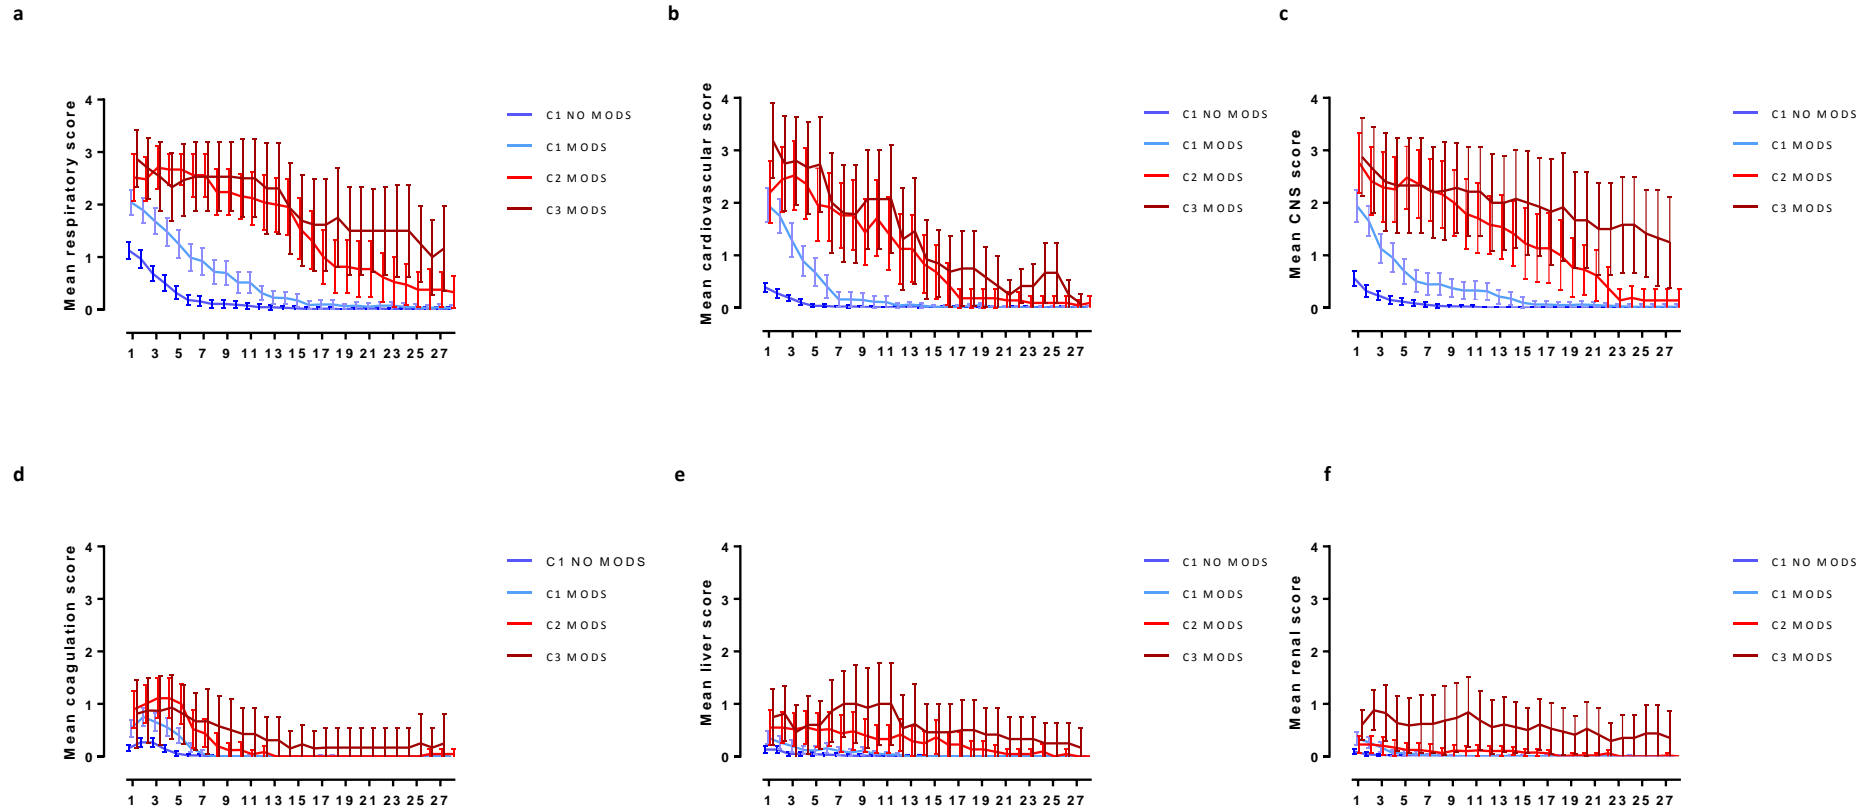 a
Mean respiratory score
4
3
2
1
0
1 3 5 7 9 11 13 15 17 19 21 23 25 27
C1 NO MODS
C1 MODS
C2 MODS
C3 MODS
b
Mean cardiovascular score
4
3
2
1
0
1 3 5 7 9 11 13 15 17 19 21 23 25 27
C1 NO MODS
C1 MODS
C2 MODS
C3 MODS
c
Mean CNS score
4
3
2
1
0
1 3 5 7 9 11 13 15 17 19 21 23 25 27
C1 NO MODS
C1 MODS
C2 MODS
C3 MODS
d
Mean coagulation score
4
3
2
1
0
1 3 5 7 9 11 13 15 17 19 21 23 25 27
C1 NO MODS
C1 MODS
C2 MODS
C3 MODS
e
Mean liver score
4
3
2
1
0
1 3 5 7 9 11 13 15 17 19 21 23 25 27
C1 NO MODS
C1 MODS
C2 MODS
C3 MODS
f
Mean renal score
4
3
2
1
0
1 3 5 7 9 11 13 15 17 19 21 23 25 27
C1 NO MODS
C1 MODS
C2 MODS
C3 MODS